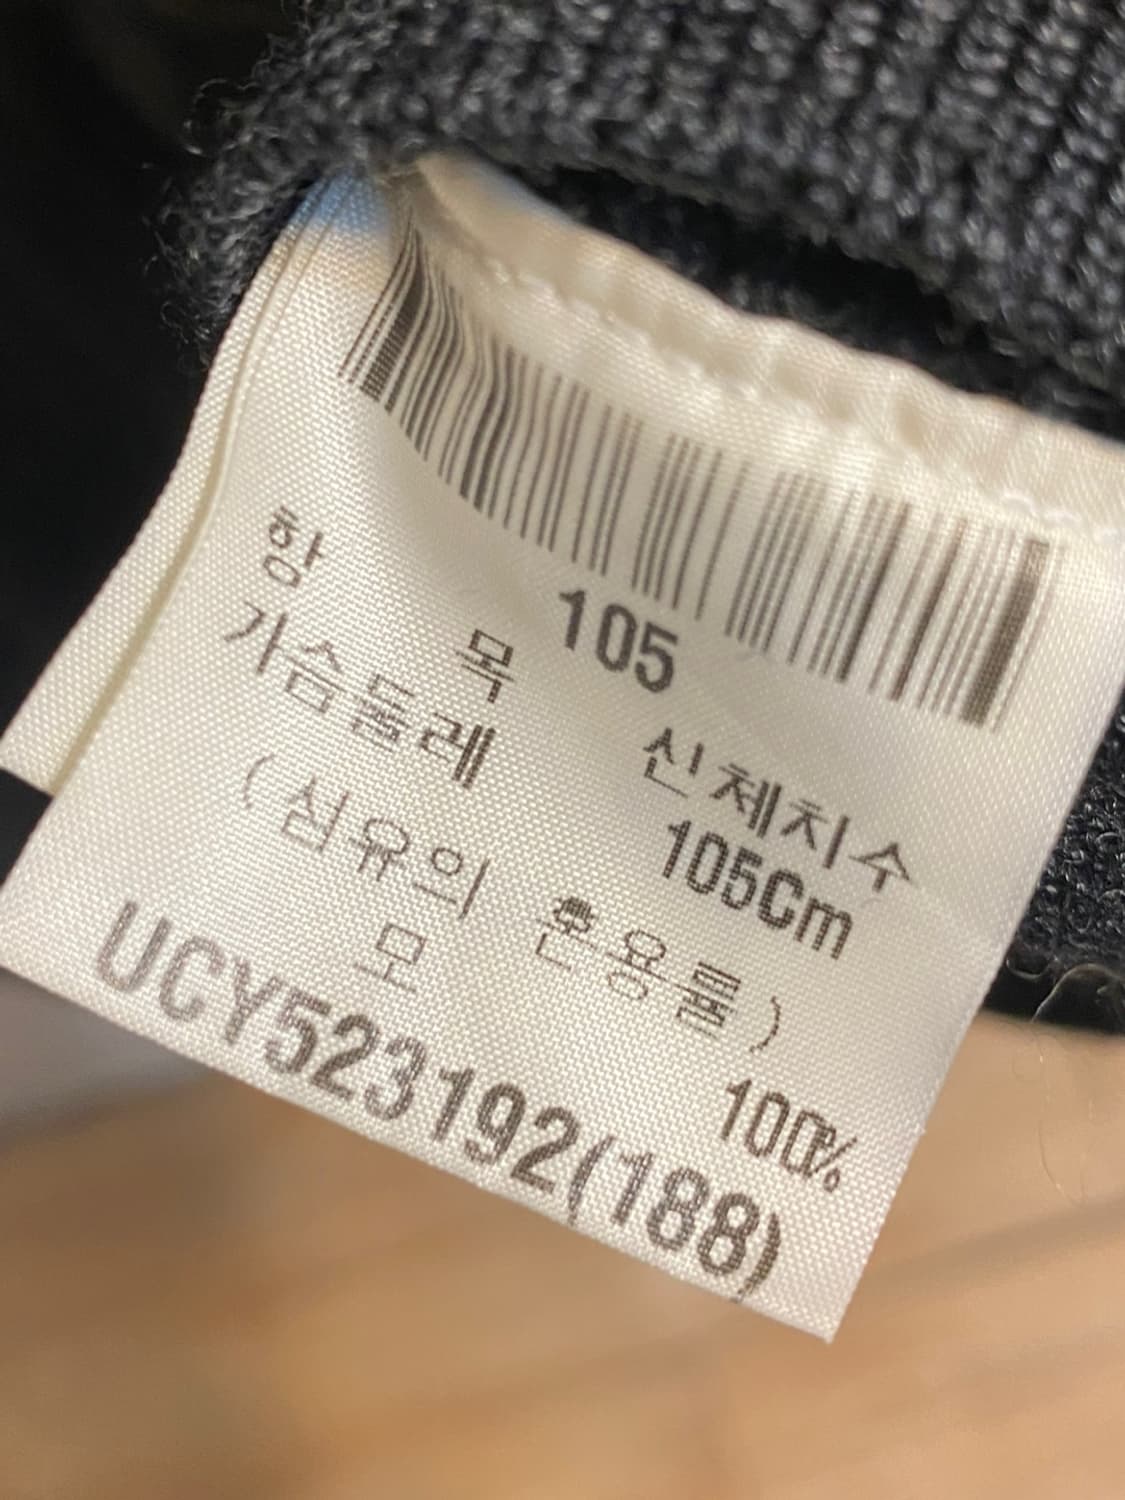 105
항 목 신체치수
가슴둘레 105Cm
(섬유의 혼용률)
모 100%
UCY523192(188)